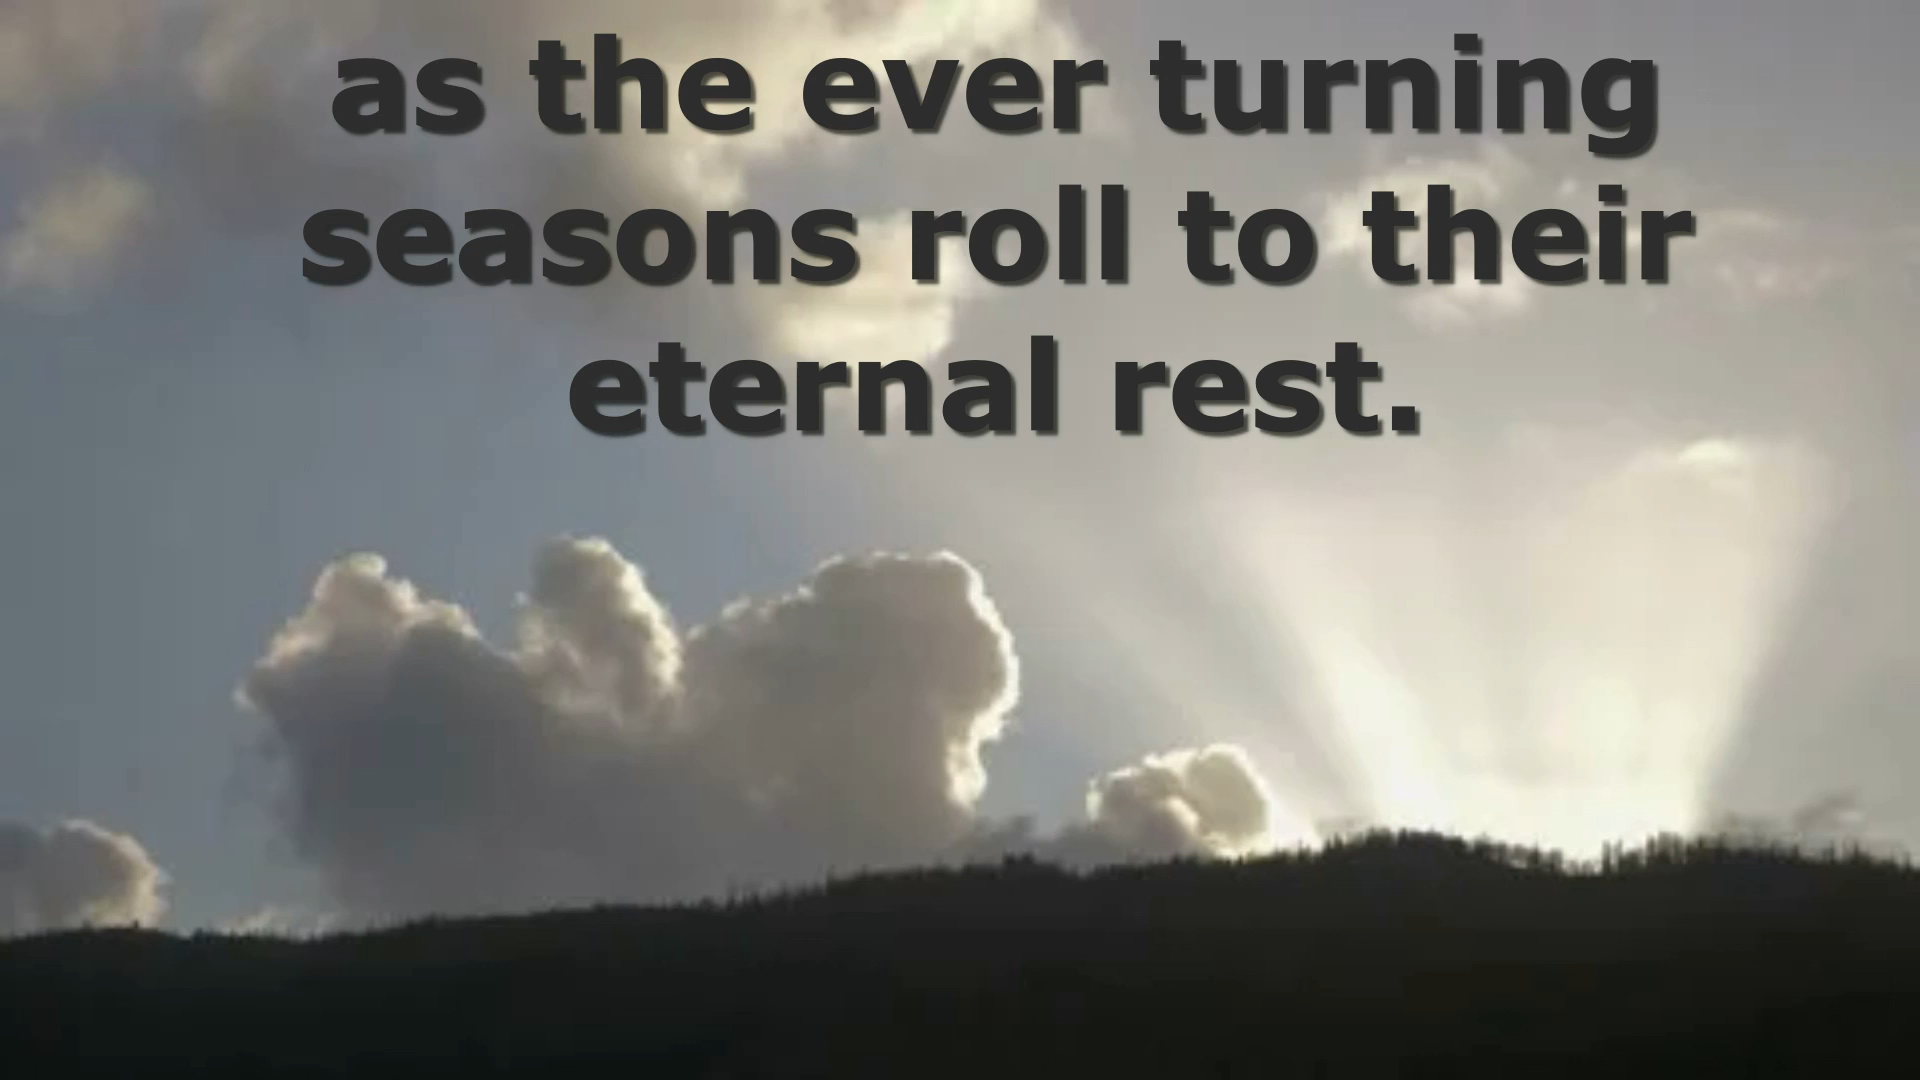 as the ever turning
seasons roll to their
eternal rest.